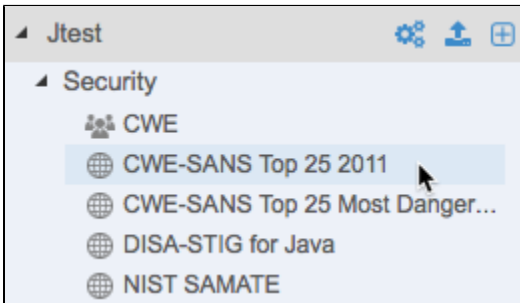 Jtest
Security
CWE
CWE-SANS Top 25 2011
CWE-SANS Top 25 Most Danger...
DISA-STIG for Java
NIST SAMATE